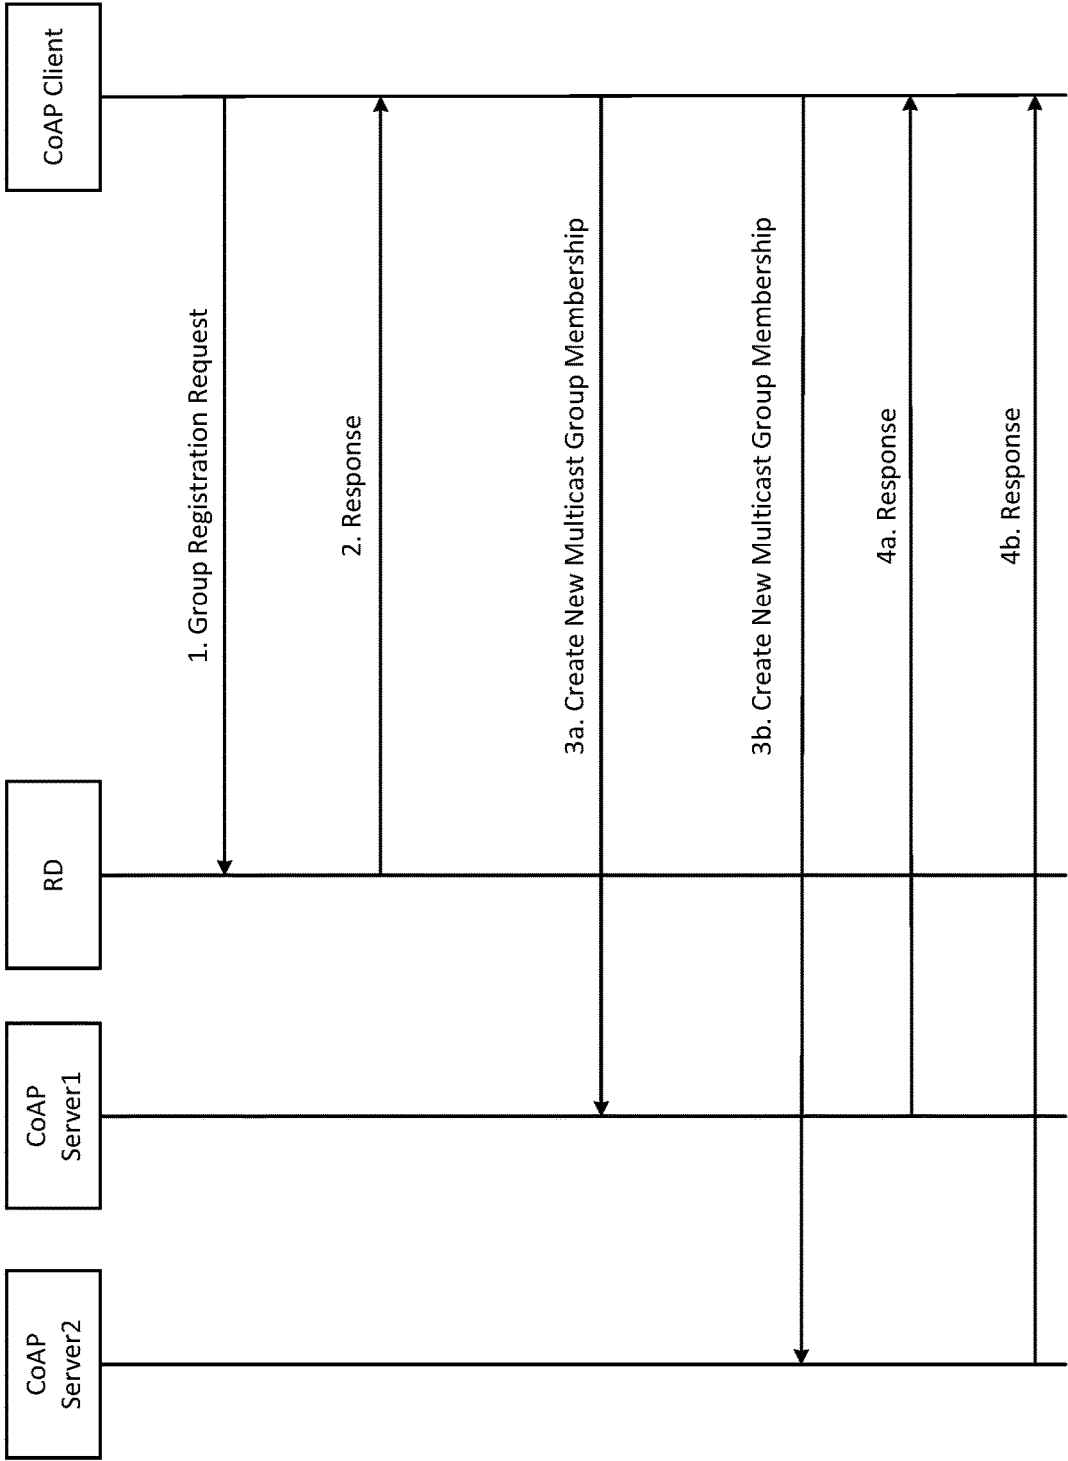 CoAP
Server2
CoAP
Server1
RD
CoAP Client
1. Group Registration Request
2. Response
3a. Create New Multicast Group Membership
3b. Create New Multicast Group Membership
4a. Response
4b. Response